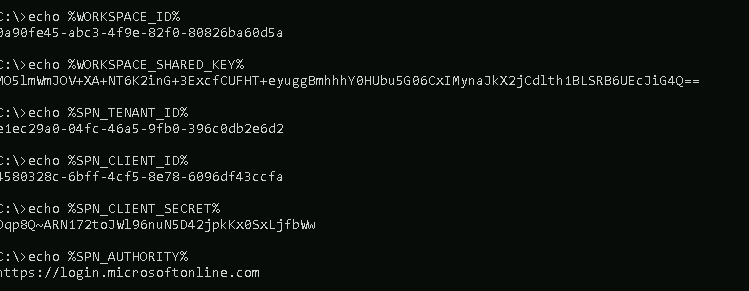 C:\>echo %WORKSPACE_ID%
0a90fe45-abc3-4f9e-82f0-80826ba60d5a
C:\>echo %WORKSPACE_SHARED_KEY%
MO5lmWmJOV+XA+NT6K2inG+3ExcfCUFHT+eyuggBmhhhY0HUbu5G06CxIMynaJkX2jCdlth1BLSRB6UEcJiG4Q==
C:\>echo %SPN_TENANT_ID%
e1ec29a0-04fc-46a5-9fb0-396c0db2e6d2
C:\>echo %SPN_CLIENT_ID%
4580328c-6bff-4cf5-8e78-6096df43ccfa
C:\>echo %SPN_CLIENT_SECRET%
Dqp8Q~ARN172toJWl96nuN5D42jpkKx0SxLjfbWw
C:\>echo %SPN_AUTHORITY%
https://login.microsoftonline.com